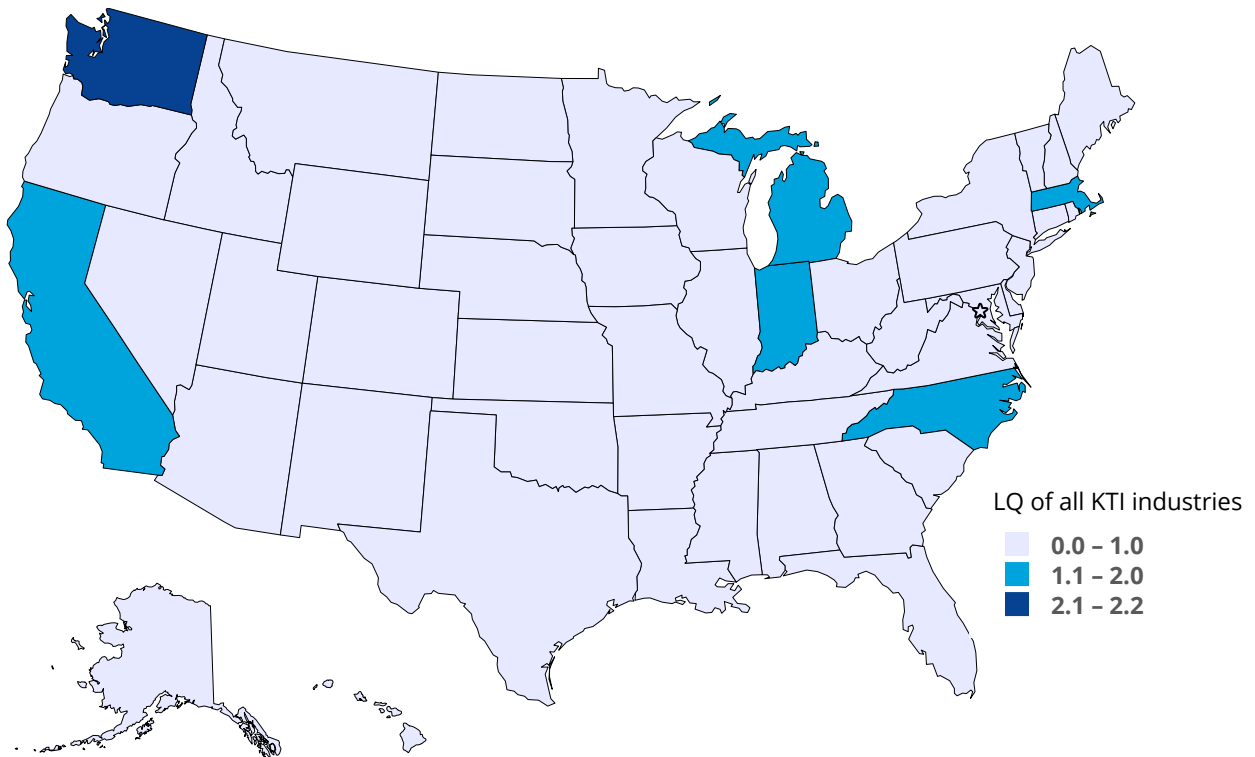 LQ of all KTI industries
0.0 – 1.0
1.1 – 2.0
2.1 – 2.2